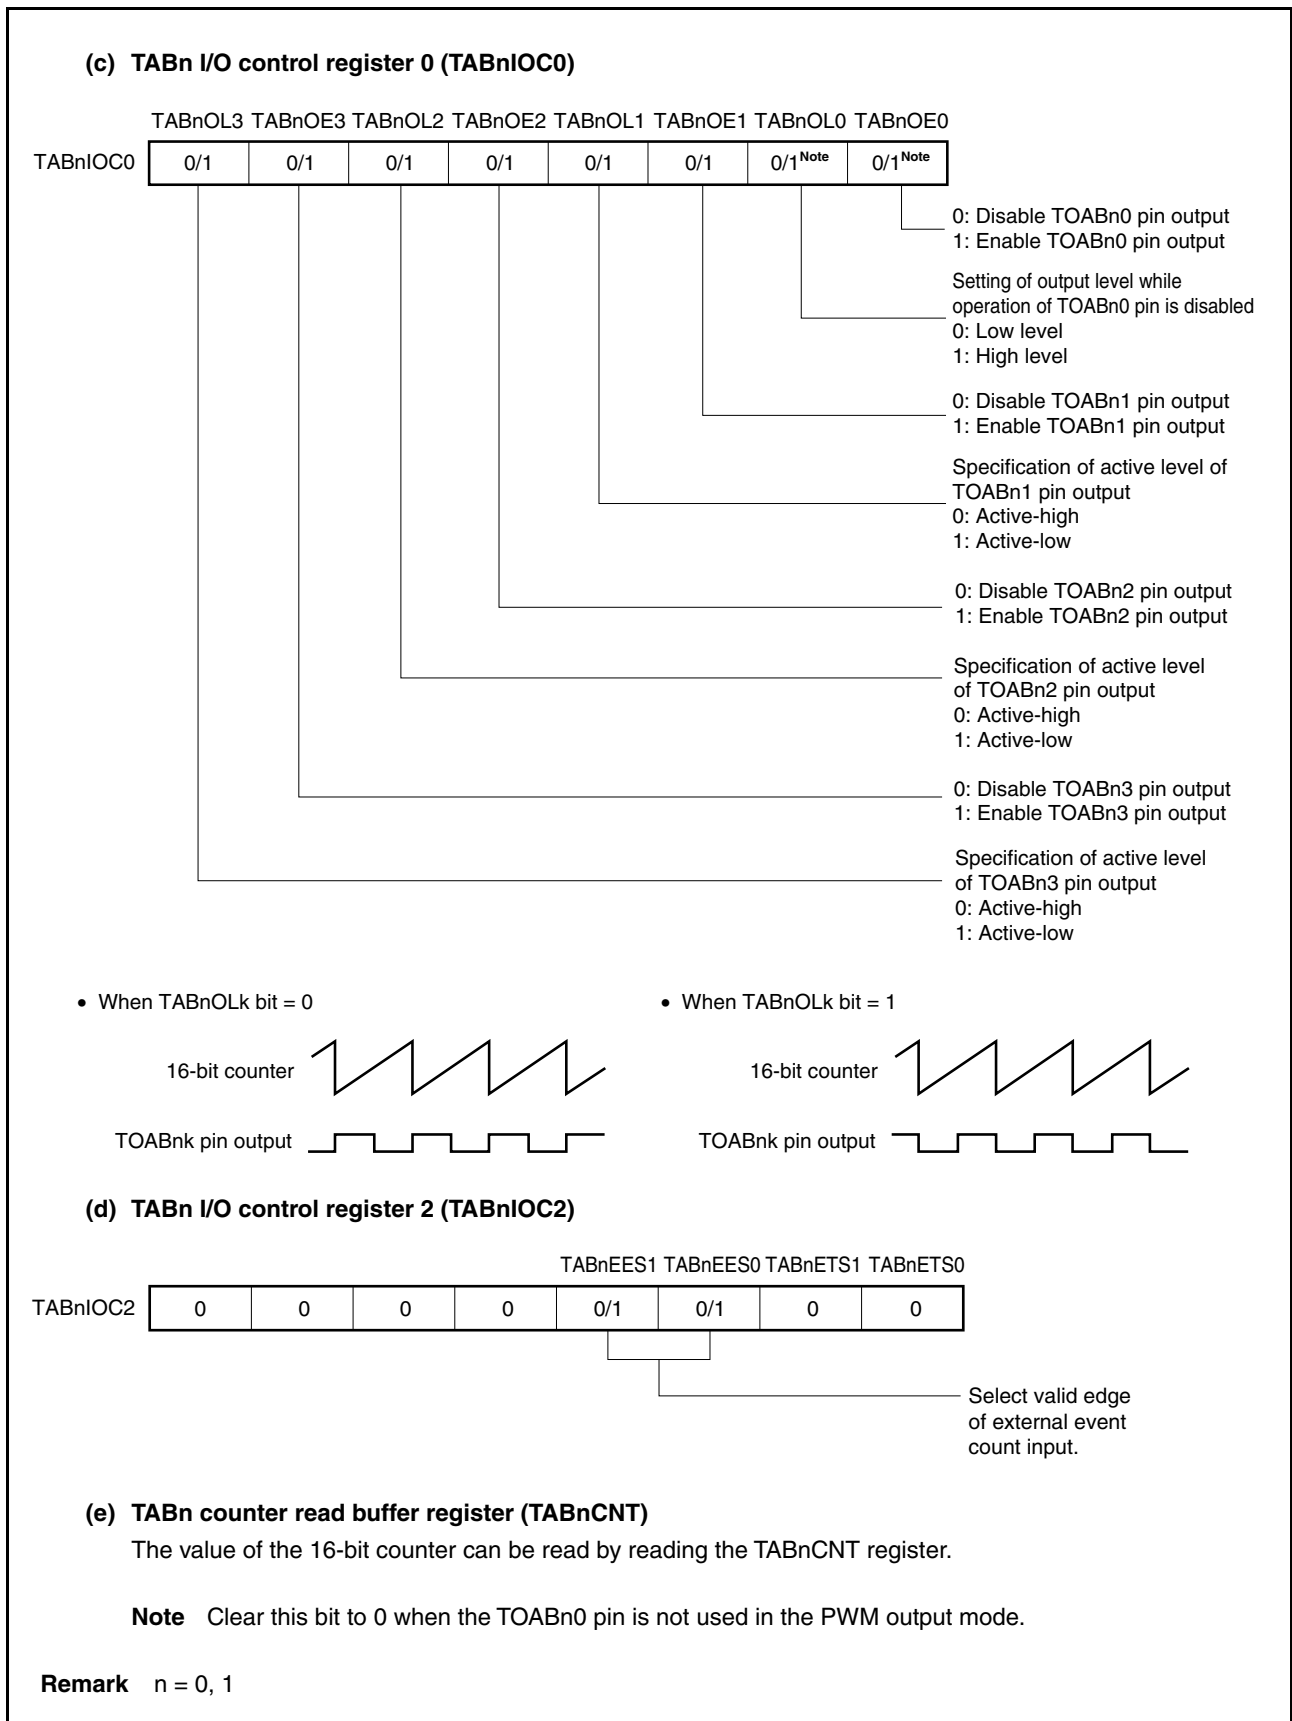 (c) TABn I/O control register 0 (TABnIOC0)
TABnOL3 TABnOE3 TABnOL2 TABnOE2 TABnOL1 TABnOE1 TABnOL0 TABnOE0
TABnIOC0 0/1 0/1 0/1 0/1 0/1 0/1 0/1Note 0/1Note
0: Disable TOABn0 pin output
1: Enable TOABn0 pin output
Setting of output level while
operation of TOABn0 pin is disabled
0: Low level
1: High level
0: Disable TOABn1 pin output
1: Enable TOABn1 pin output
Specification of active level of
TOABn1 pin output
0: Active-high
1: Active-low
0: Disable TOABn2 pin output
1: Enable TOABn2 pin output
Specification of active level
of TOABn2 pin output
0: Active-high
1: Active-low
0: Disable TOABn3 pin output
1: Enable TOABn3 pin output
Specification of active level
of TOABn3 pin output
0: Active-high
1: Active-low
• When TABnOLk bit = 0
16-bit counter
TOABnk pin output
• When TABnOLk bit = 1
16-bit counter
TOABnk pin output
(d) TABn I/O control register 2 (TABnIOC2)
TABnEES1 TABnEES0 TABnETS1 TABnETS0
TABnIOC2 0 0 0 0 0/1 0/1 0 0
Select valid edge
of external event
count input.
(e) TABn counter read buffer register (TABnCNT)
The value of the 16-bit counter can be read by reading the TABnCNT register.
Note Clear this bit to 0 when the TOABn0 pin is not used in the PWM output mode.
Remark n = 0, 1